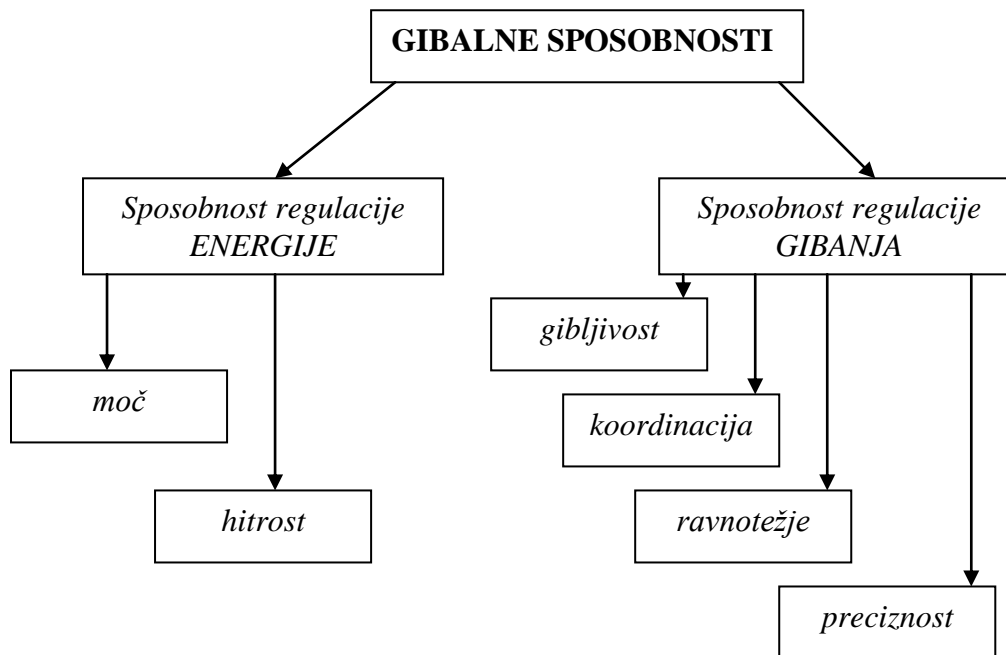 GIBALNE SPOSOBNOSTI
Sposobnost regulacije
ENERGIJE
Sposobnost regulacije
GIBANJA
moč
hitrost
gibljivost
koordinacija
ravnotežje
preciznost